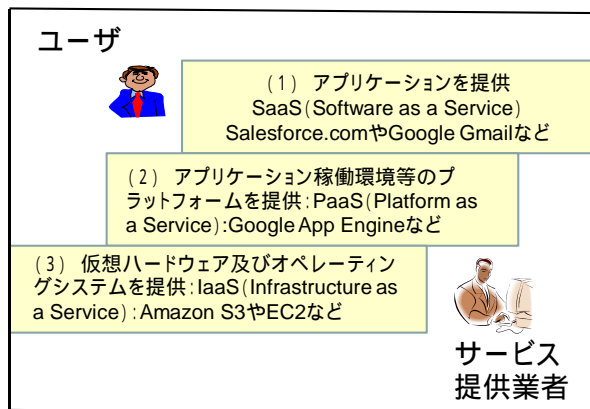 ユーザ
(1) アプリケーションを提供
SaaS(Software as a Service)
Salesforce.comやGoogle Gmailなど
(2) アプリケーション稼働環境等のプ
ラットフォームを提供:PaaS(Platform as
a Service):Google App Engineなど
(3) 仮想ハードウェア及びオペレーティン
グシステムを提供:IaaS(Infrastructure as
a Service):Amazon S3やEC2など
サービス
提供業者